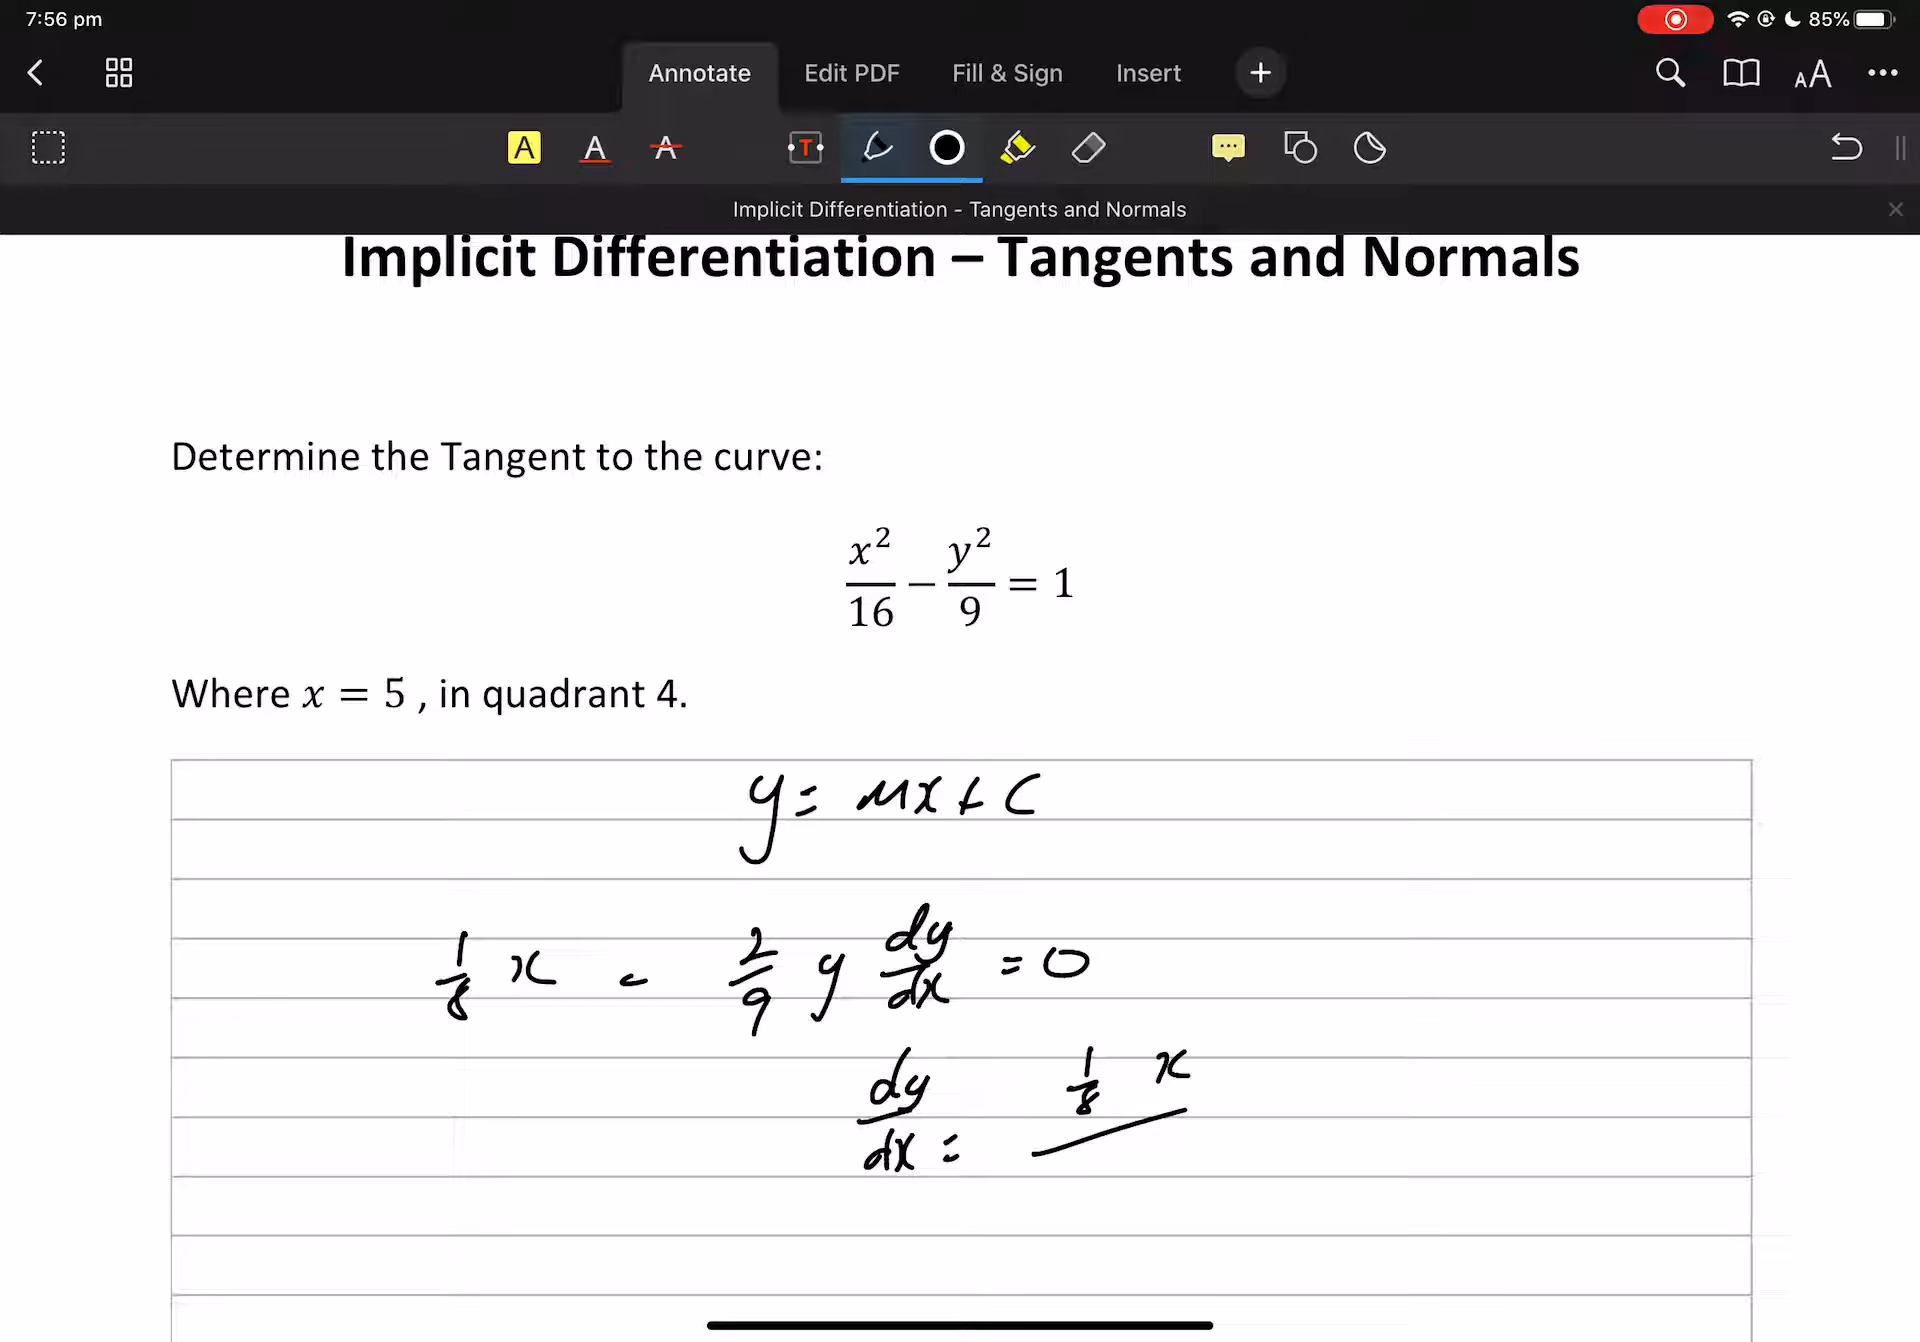 7:56 pm
85%
Annotate Edit PDF Fill & Sign Insert + AA
A A A T
Implicit Differentiation - Tangents and Normals
Implicit Differentiation – Tangents and Normals
Determine the Tangent to the curve:
x²/16 − y²/9 = 1
Where x = 5 , in quadrant 4.
y = mx + C
1/8 x - 2/9 y dy/dx = 0
dy/dx = 1/8 x